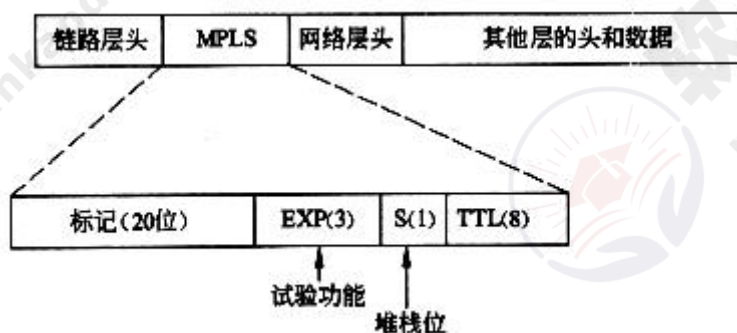 链路层头 MPLS 网络层头 其他层的头和数据
标记(20位) EXP(3) S(1) TTL(8)
试验功能
堆栈位